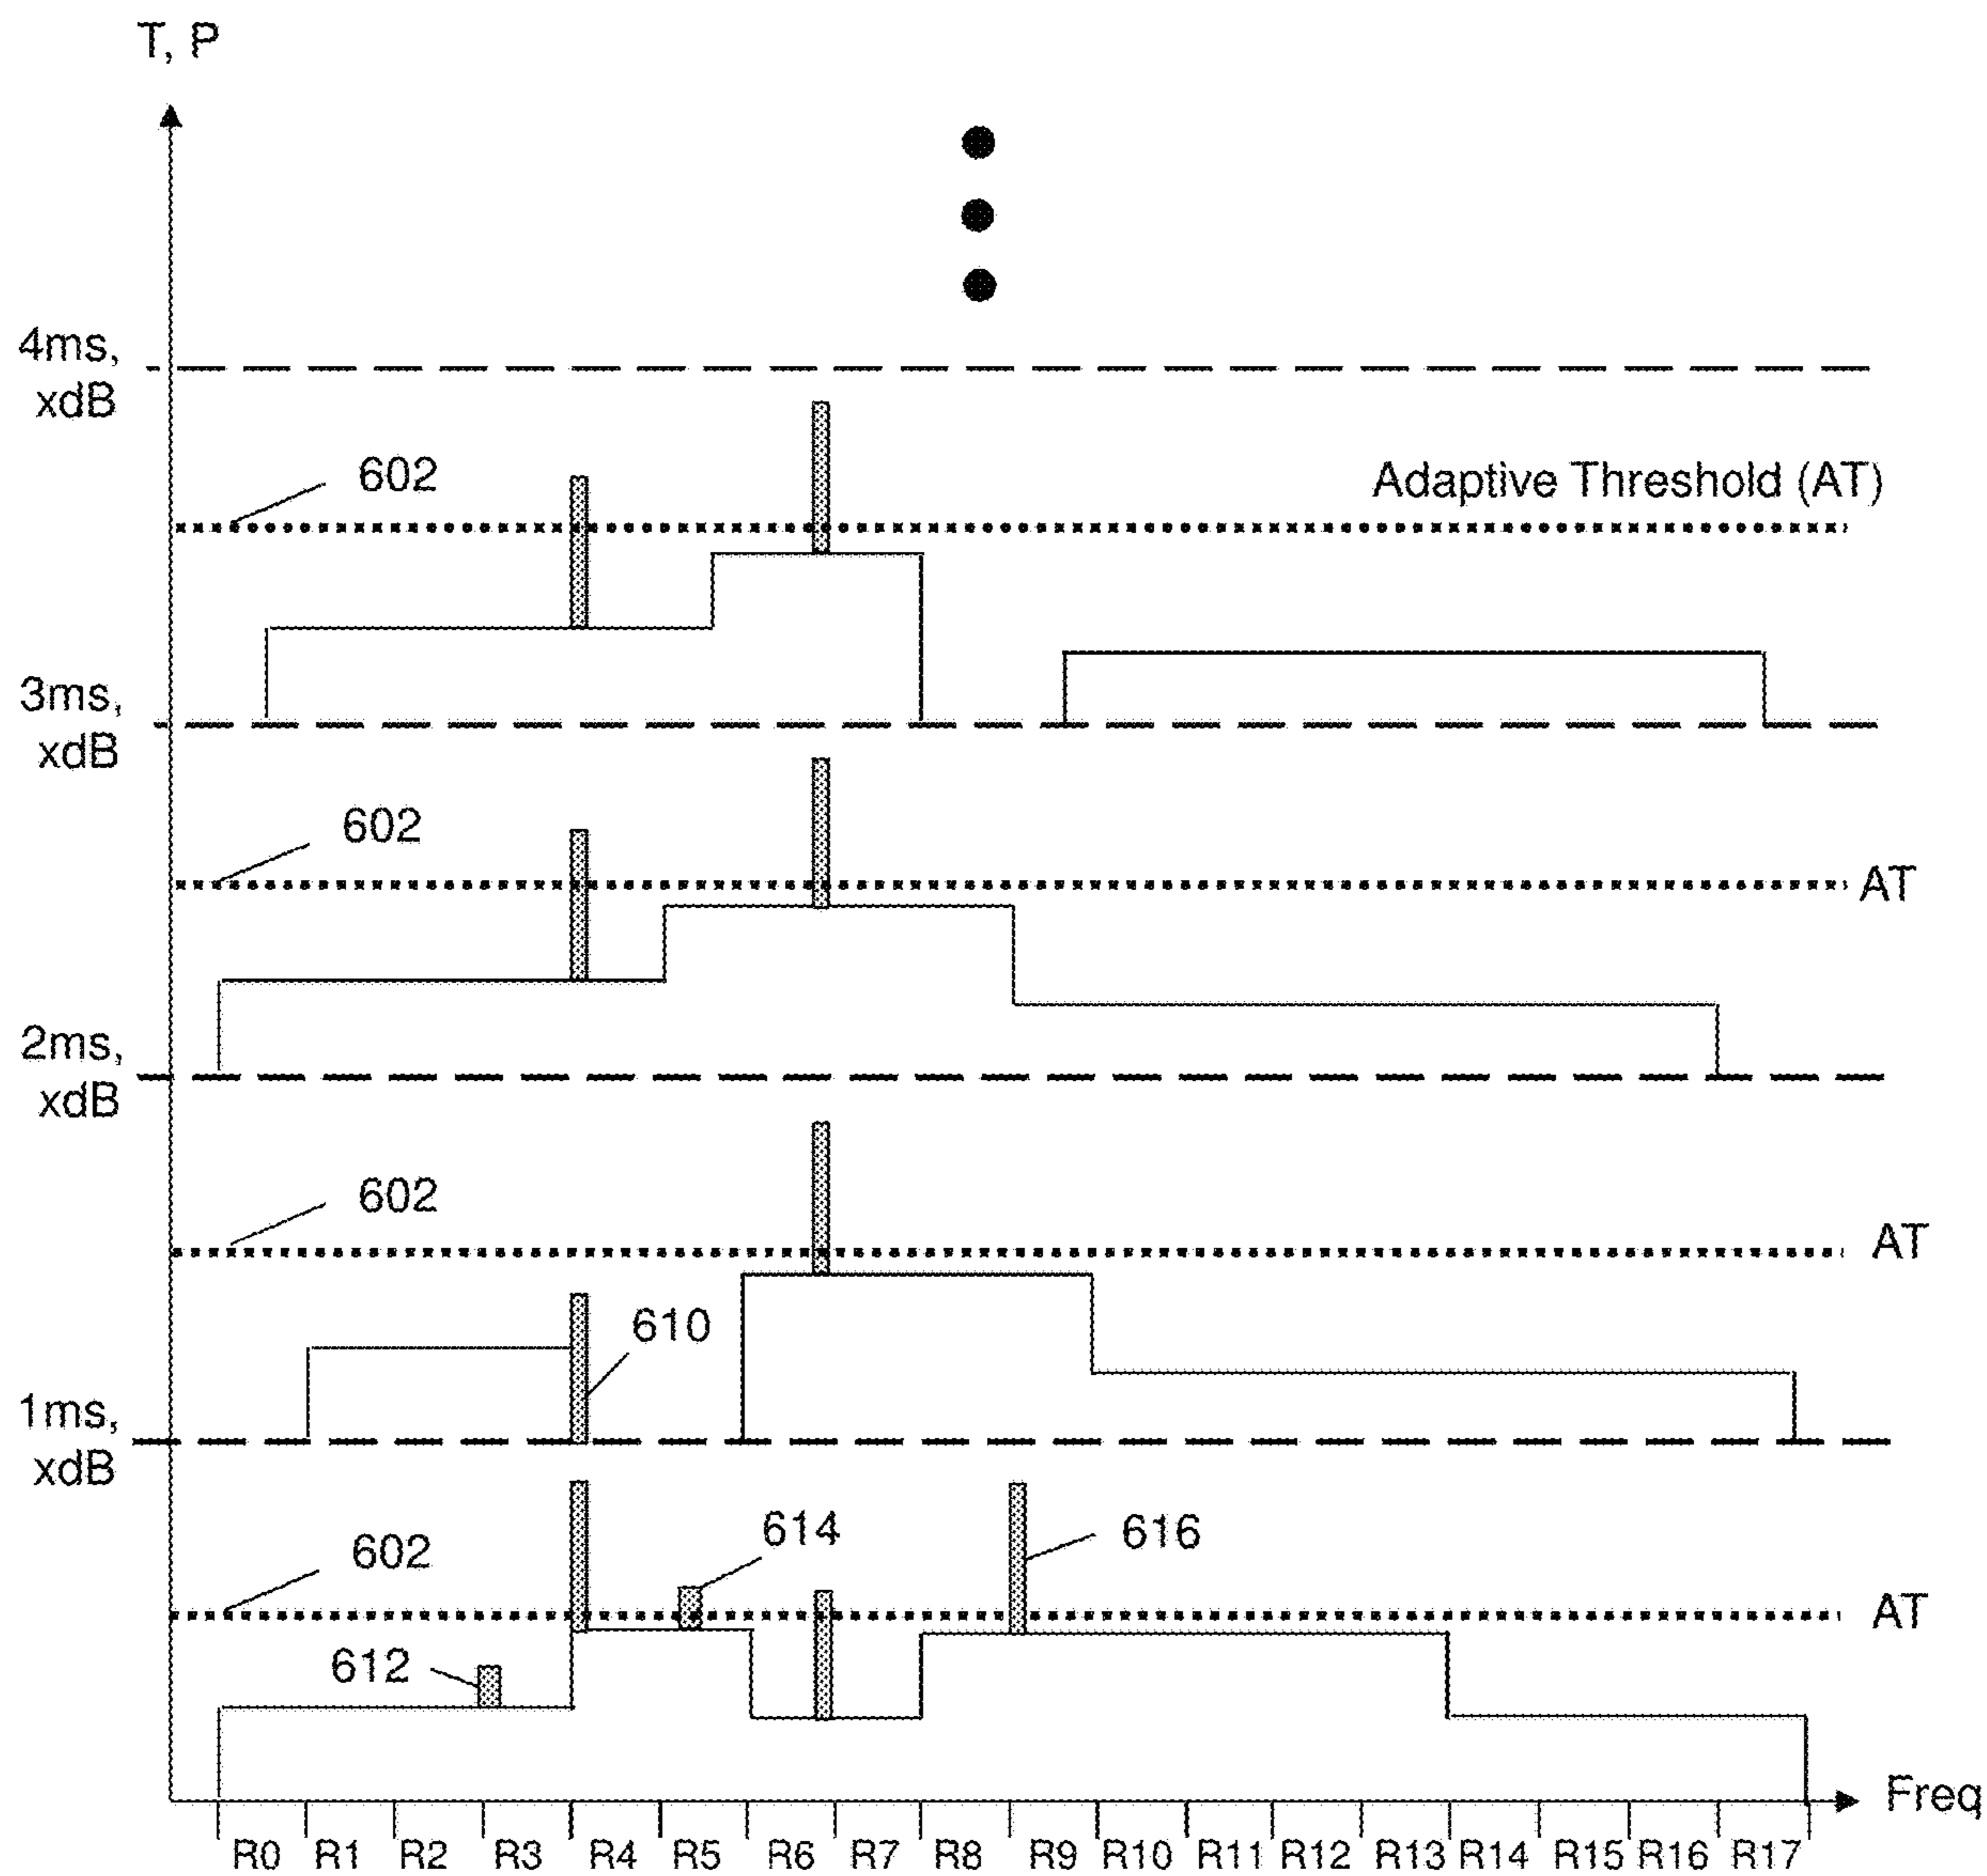 T, P
4ms,
xdB
602
Adaptive Threshold (AT)
3ms,
xdB
602
AT
2ms,
xdB
602
AT
610
1ms,
xdB
614
616
602
AT
612
Freq
R0 R1 R2 R3 R4 R5 R6 R7 R8 R9 R10 R11 R12 R13 R14 R15 R16 R17